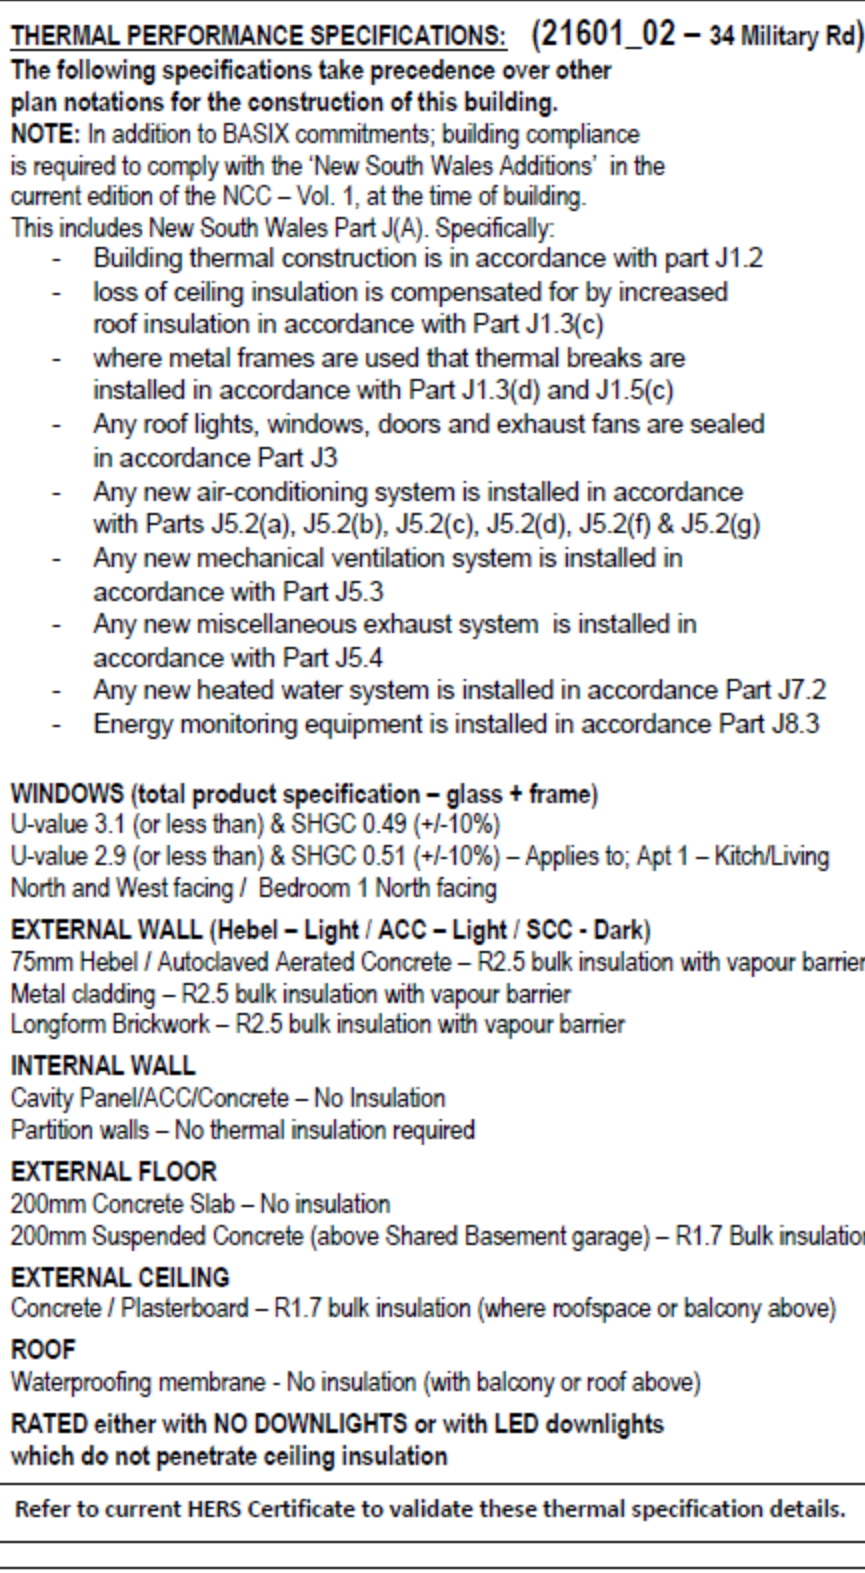 THERMAL PERFORMANCE SPECIFICATIONS: (21601_02 – 34 Military Rd)
The following specifications take precedence over other
plan notations for the construction of this building.
NOTE: In addition to BASIX commitments; building compliance
is required to comply with the ‘New South Wales Additions’ in the
current edition of the NCC – Vol. 1, at the time of building.
This includes New South Wales Part J(A). Specifically:
- Building thermal construction is in accordance with part J1.2
- loss of ceiling insulation is compensated for by increased
roof insulation in accordance with Part J1.3(c)
- where metal frames are used that thermal breaks are
installed in accordance with Part J1.3(d) and J1.5(c)
- Any roof lights, windows, doors and exhaust fans are sealed
in accordance Part J3
- Any new air-conditioning system is installed in accordance
with Parts J5.2(a), J5.2(b), J5.2(c), J5.2(d), J5.2(f) & J5.2(g)
- Any new mechanical ventilation system is installed in
accordance with Part J5.3
- Any new miscellaneous exhaust system is installed in
accordance with Part J5.4
- Any new heated water system is installed in accordance Part J7.2
- Energy monitoring equipment is installed in accordance Part J8.3
WINDOWS (total product specification – glass + frame)
U-value 3.1 (or less than) & SHGC 0.49 (+/-10%)
U-value 2.9 (or less than) & SHGC 0.51 (+/-10%) – Applies to; Apt 1 – Kitch/Living
North and West facing / Bedroom 1 North facing
EXTERNAL WALL (Hebel – Light / ACC – Light / SCC - Dark)
75mm Hebel / Autoclaved Aerated Concrete – R2.5 bulk insulation with vapour barrier
Metal cladding – R2.5 bulk insulation with vapour barrier
Longform Brickwork – R2.5 bulk insulation with vapour barrier
INTERNAL WALL
Cavity Panel/ACC/Concrete – No Insulation
Partition walls – No thermal insulation required
EXTERNAL FLOOR
200mm Concrete Slab – No insulation
200mm Suspended Concrete (above Shared Basement garage) – R1.7 Bulk insulation
EXTERNAL CEILING
Concrete / Plasterboard – R1.7 bulk insulation (where roofspace or balcony above)
ROOF
Waterproofing membrane - No insulation (with balcony or roof above)
RATED either with NO DOWNLIGHTS or with LED downlights
which do not penetrate ceiling insulation
Refer to current HERS Certificate to validate these thermal specification details.